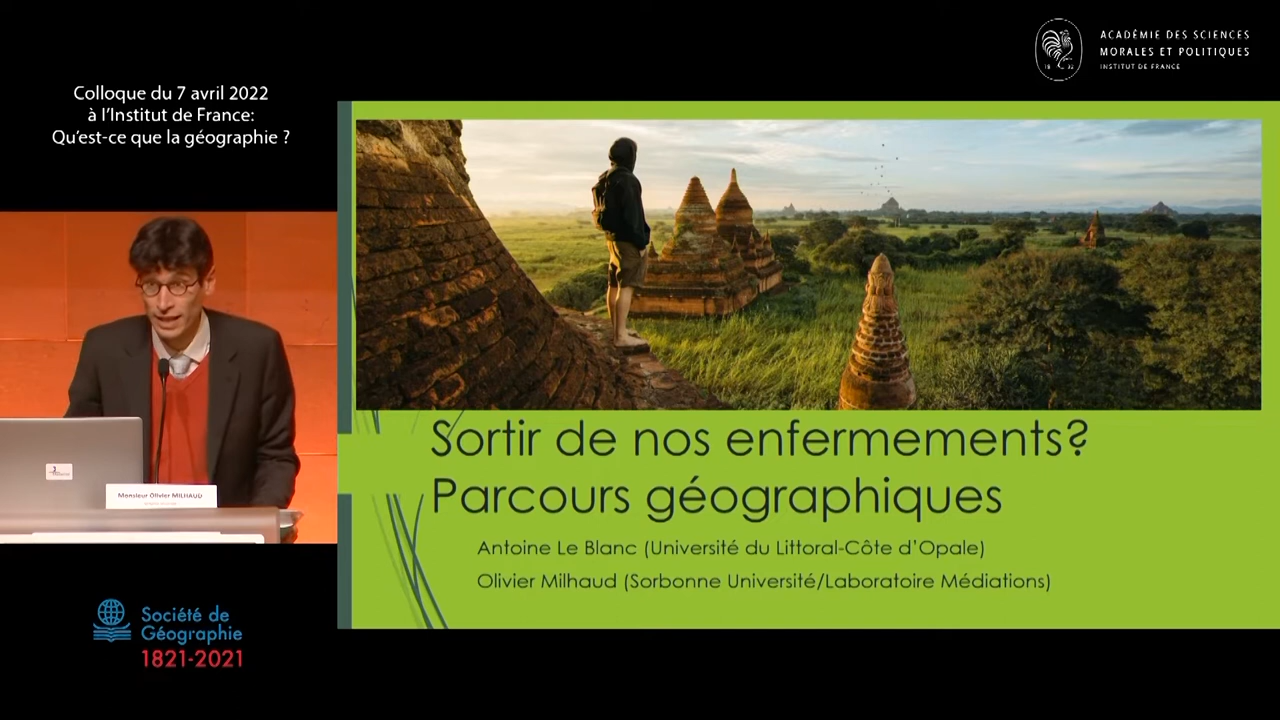 ACADÉMIE DES SCIENCES
MORALES ET POLITIQUES
INSTITUT DE FRANCE
18 32
Colloque du 7 avril 2022
à l'Institut de France:
Qu'est-ce que la géographie ?
Sortir de nos enfermements?
Parcours géographiques
Antoine Le Blanc (Université du Littoral-Côte d'Opale)
Olivier Milhaud (Sorbonne Université/Laboratoire Médiations)
Monsieur Olivier MILHAUD
Société de
Géographie
1821-2021